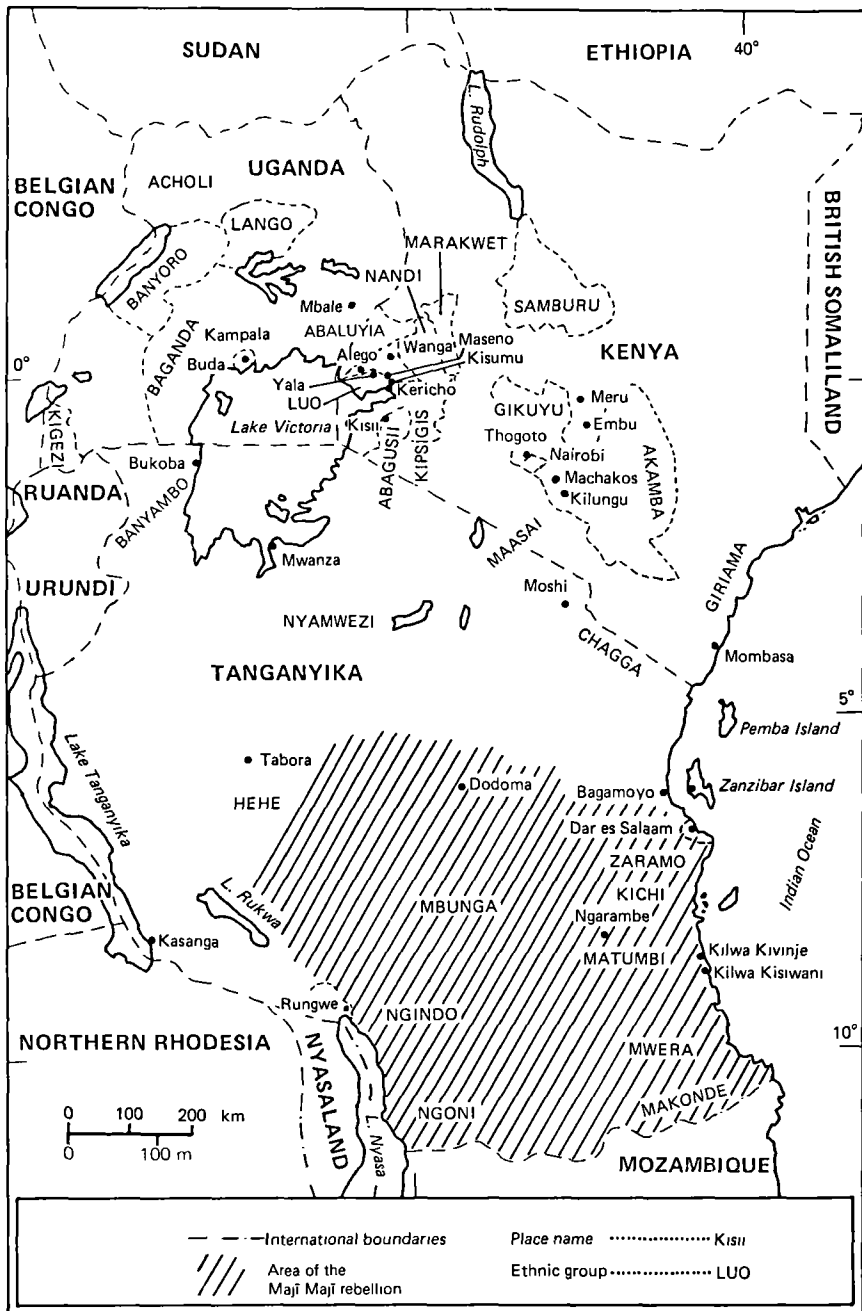 SUDAN
ETHIOPIA
40°
L. Rudolph
UGANDA
ACHOLI
BELGIAN
CONGO
LANGO
BRITISH SOMALILAND
BANYORO
MARAKWET
NANDI
SAMBURU
Mbale
ABALUYIA
Kampala
Wanga
Maseno
KENYA
BAGANDA
Alego
Kisumu
Buda
0°
Yala
Kericho
Meru
LUO
GIKUYU
Lake Victoria
Kısıı
Embu
KIGEZI
ABAGUSII
KIPSIGIS
Thogoto
Nairobi
AKAMBA
Bukoba
RUANDA
Machakos
Kilungu
BANYAMBO
MAASAI
Mwanza
URUNDI
GIRIAMA
Moshi
NYAMWEZI
CHAGGA
Mombasa
TANGANYIKA
5°
Pemba Island
Lake Tanganyika
Tabora
Dodoma
Bagamoyo
Zanzibar Island
HEHE
Dar es Salaam
ZARAMO
Indian Ocean
L. Rukwa
KICHI
BELGIAN
CONGO
MBUNGA
Ngarambe
Kasanga
MATUMBI
Kilwa Kivinje
Kilwa Kisiwani
Rungwe
NGINDO
NORTHERN RHODESIA
10°
MWERA
NYASALAND
0 100 200 km
NGONI
MAKONDE
0 100 m
L. Nyasa
MOZAMBIQUE
International boundaries
Place name Kısıı
Area of the
Majī Majī rebellion
Ethnic group LUO